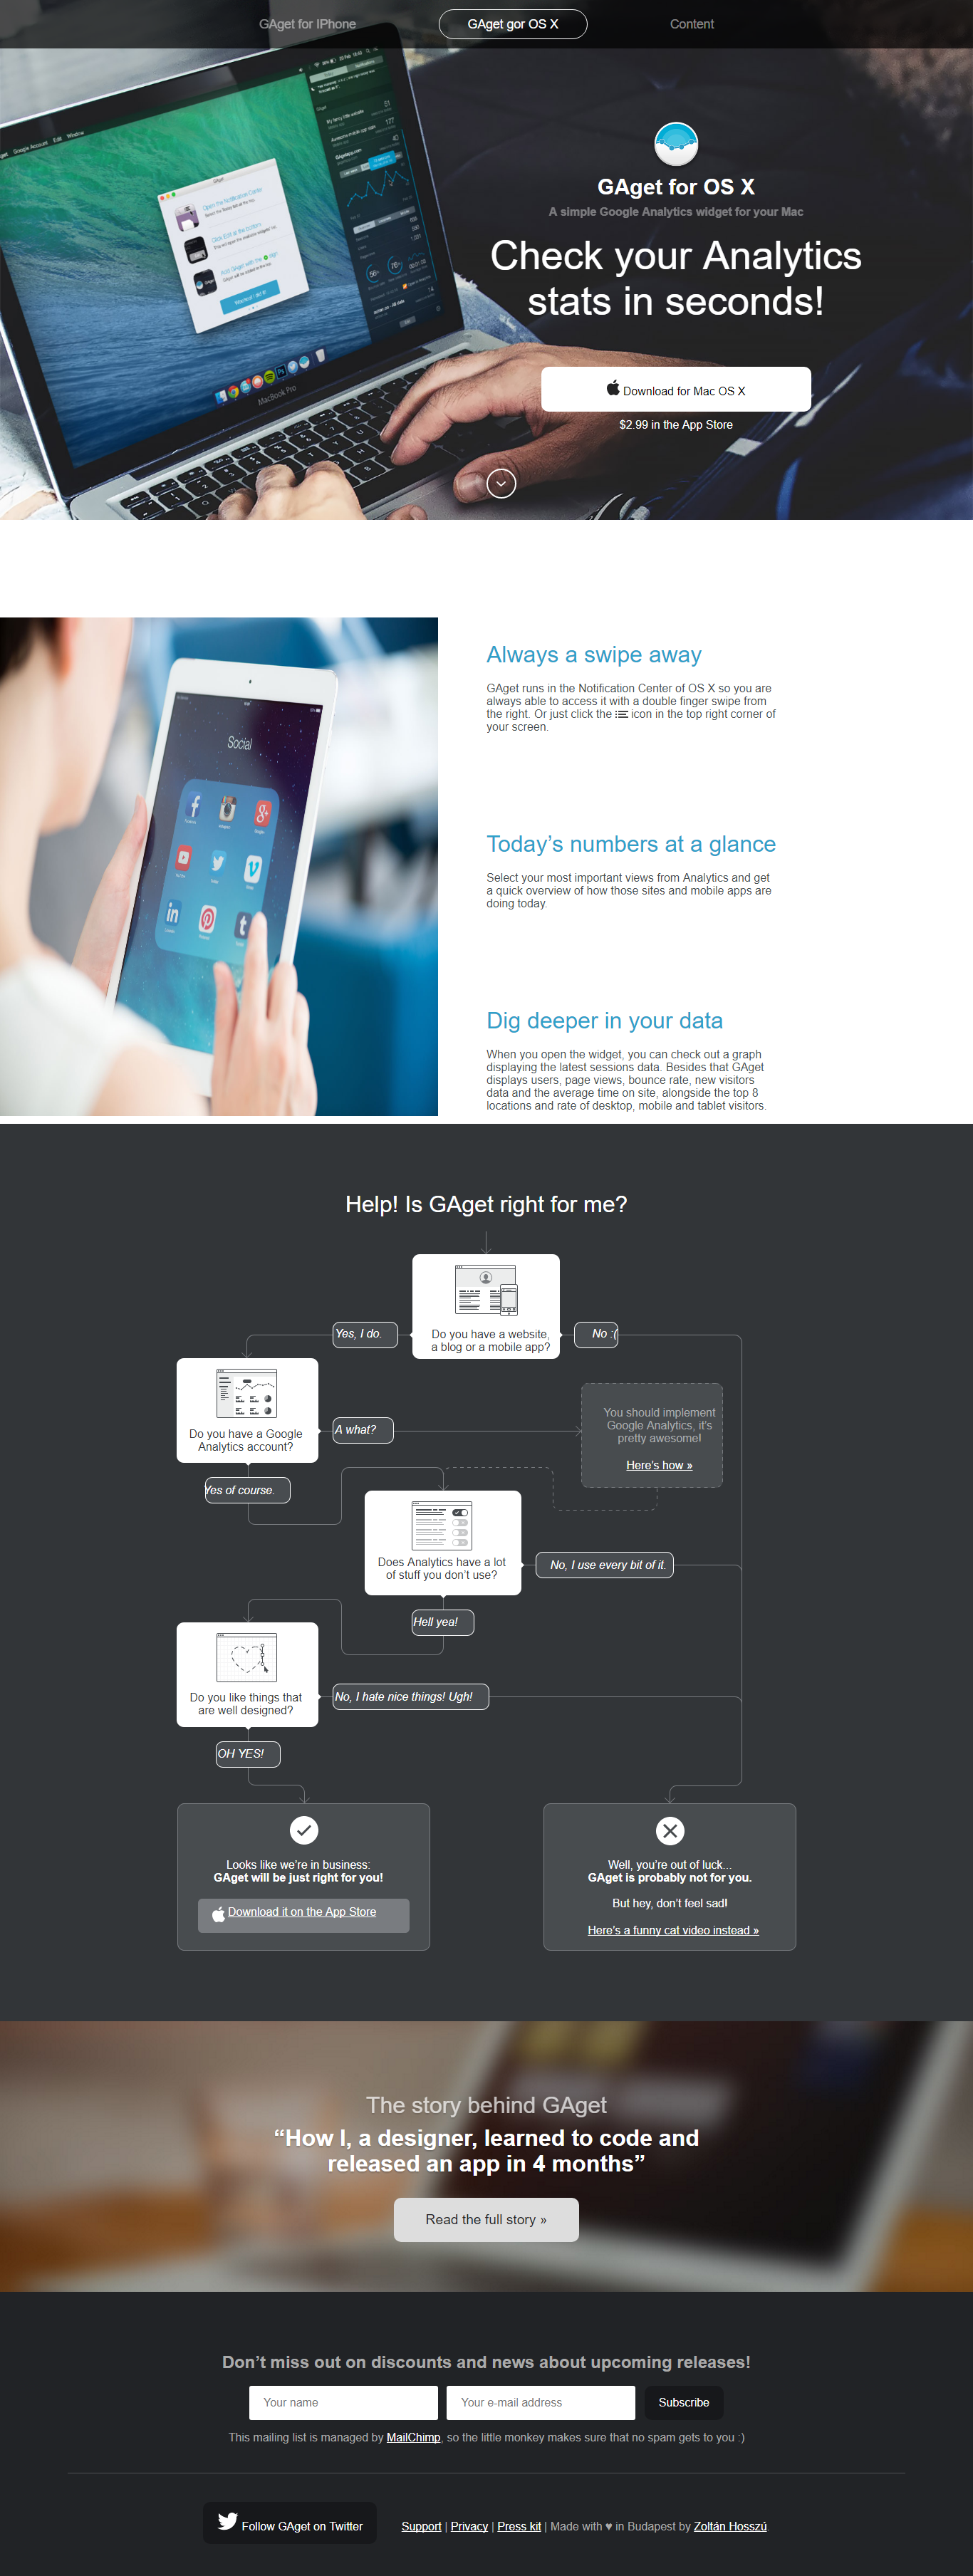 GAget for IPhone
GAget gor OS X
Content
GAget for OS X
A simple Google Analytics widget for your Mac
Check your Analytics
stats in seconds!
Download for Mac OS X
$2.99 in the App Store
MacBook Pro
Social
Always a swipe away
GAget runs in the Notification Center of OS X so you are
always able to access it with a double finger swipe from
the right. Or just click the icon in the top right corner of
your screen.
Today’s numbers at a glance
Select your most important views from Analytics and get
a quick overview of how those sites and mobile apps are
doing today.
Dig deeper in your data
When you open the widget, you can check out a graph
displaying the latest sessions data. Besides that GAget
displays users, page views, bounce rate, new visitors
data and the average time on site, alongside the top 8
locations and rate of desktop, mobile and tablet visitors.
Help! Is GAget right for me?
Do you have a website,
a blog or a mobile app?
Yes, I do.
No :(
Do you have a Google
Analytics account?
A what?
You should implement
Google Analytics, it’s
pretty awesome!
Here’s how »
Yes of course.
Does Analytics have a lot
of stuff you don’t use?
No, I use every bit of it.
Hell yea!
Do you like things that
are well designed?
No, I hate nice things! Ugh!
OH YES!
Looks like we’re in business:
GAget will be just right for you!
Download it on the App Store
Well, you’re out of luck...
GAget is probably not for you.
But hey, don’t feel sad!
Here’s a funny cat video instead »
The story behind GAget
“How I, a designer, learned to code and
released an app in 4 months”
Read the full story »
Don’t miss out on discounts and news about upcoming releases!
Your name
Your e-mail address
Subscribe
This mailing list is managed by MailChimp, so the little monkey makes sure that no spam gets to you :)
Follow GAget on Twitter
Support | Privacy | Press kit | Made with ♥ in Budapest by Zoltán Hosszú.